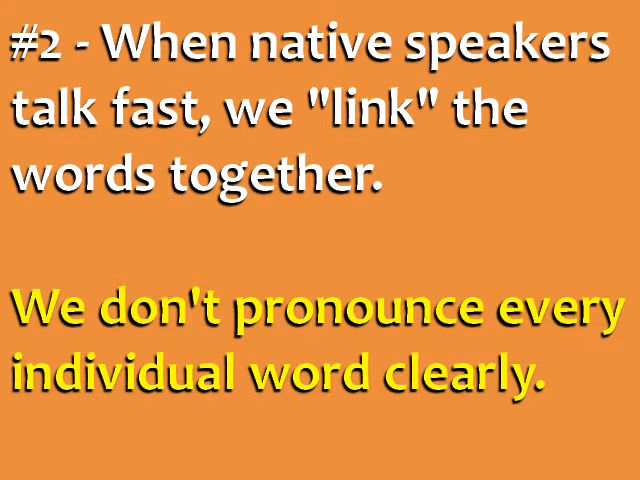 #2 - When native speakers
talk fast, we "link" the
words together.
We don't pronounce every
individual word clearly.